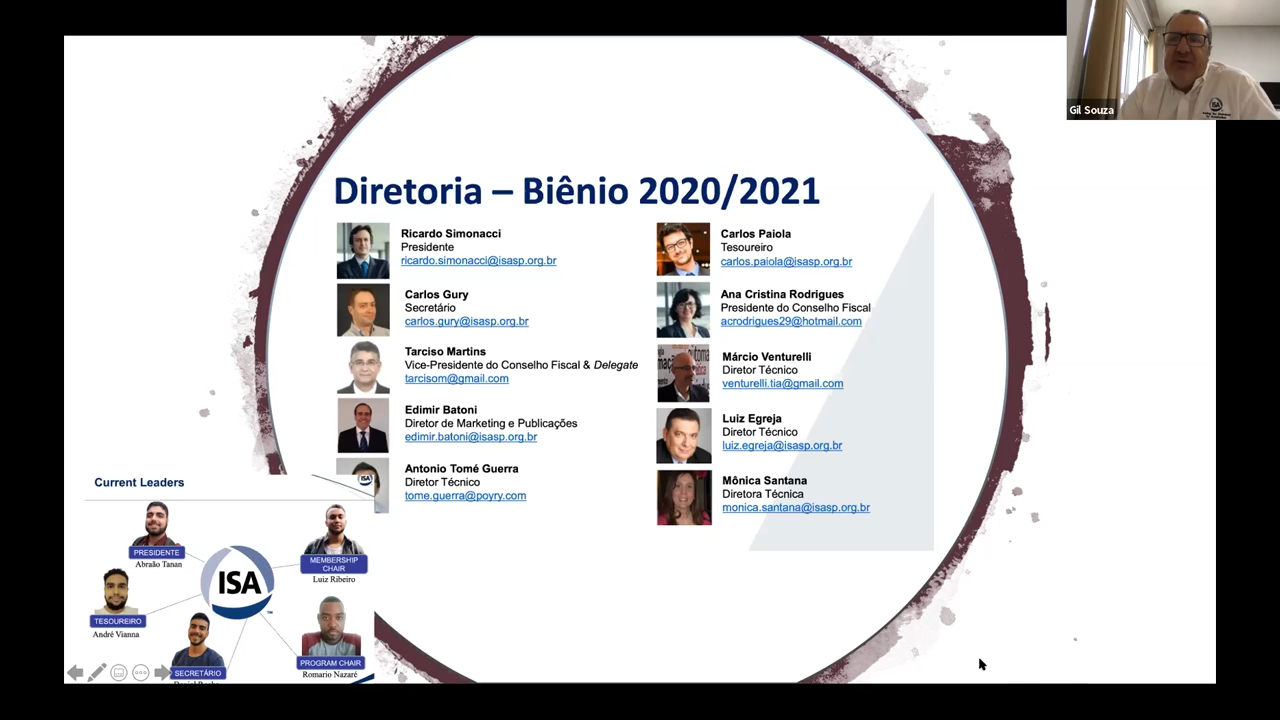 Gil Souza
ISA
Diretoria – Biênio 2020/2021
Ricardo Simonacci
Presidente
ricardo.simonacci@isasp.org.br
Carlos Gury
Secretário
carlos.gury@isasp.org.br
Tarciso Martins
Vice-Presidente do Conselho Fiscal & Delegate
tarcisom@gmail.com
Edimir Batoni
Diretor de Marketing e Publicações
edimir.batoni@isasp.org.br
Antonio Tomé Guerra
Diretor Técnico
tome.guerra@poyry.com
Carlos Paiola
Tesoureiro
carlos.paiola@isasp.org.br
Ana Cristina Rodrigues
Presidente do Conselho Fiscal
acrodrigues29@hotmail.com
Márcio Venturelli
Diretor Técnico
venturelli.tia@gmail.com
Luiz Egreja
Diretor Técnico
luiz.egreja@isasp.org.br
Mônica Santana
Diretora Técnica
monica.santana@isasp.org.br
Current Leaders
ISA
PRESIDENTE
Abraão Tanan
MEMBERSHIP
CHAIR
Luiz Ribeiro
ISA
TM
TESOUREIRO
André Vianna
SECRETÁRIO
PROGRAM CHAIR
Romario Nazaré